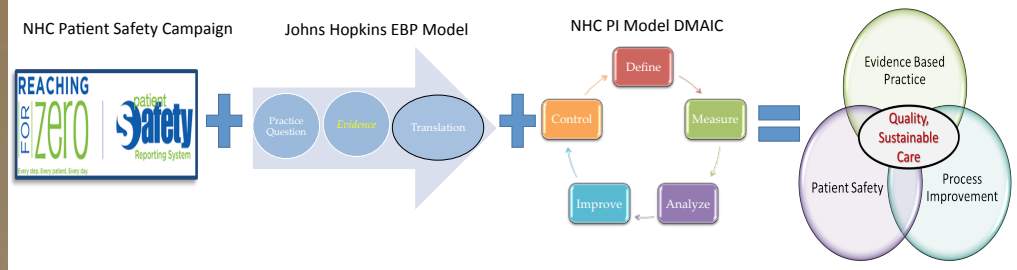 NHC Patient Safety Campaign
Johns Hopkins EBP Model
NHC PI Model DMAIC
REACHING
FOR
zero
Every step. Every patient. Every day.
patient
Safety
Reporting System
Practice
Question
Evidence
Translation
Define
Measure
Analyze
Improve
Control
Evidence Based
Practice
Quality,
Sustainable
Care
Patient Safety
Process
Improvement